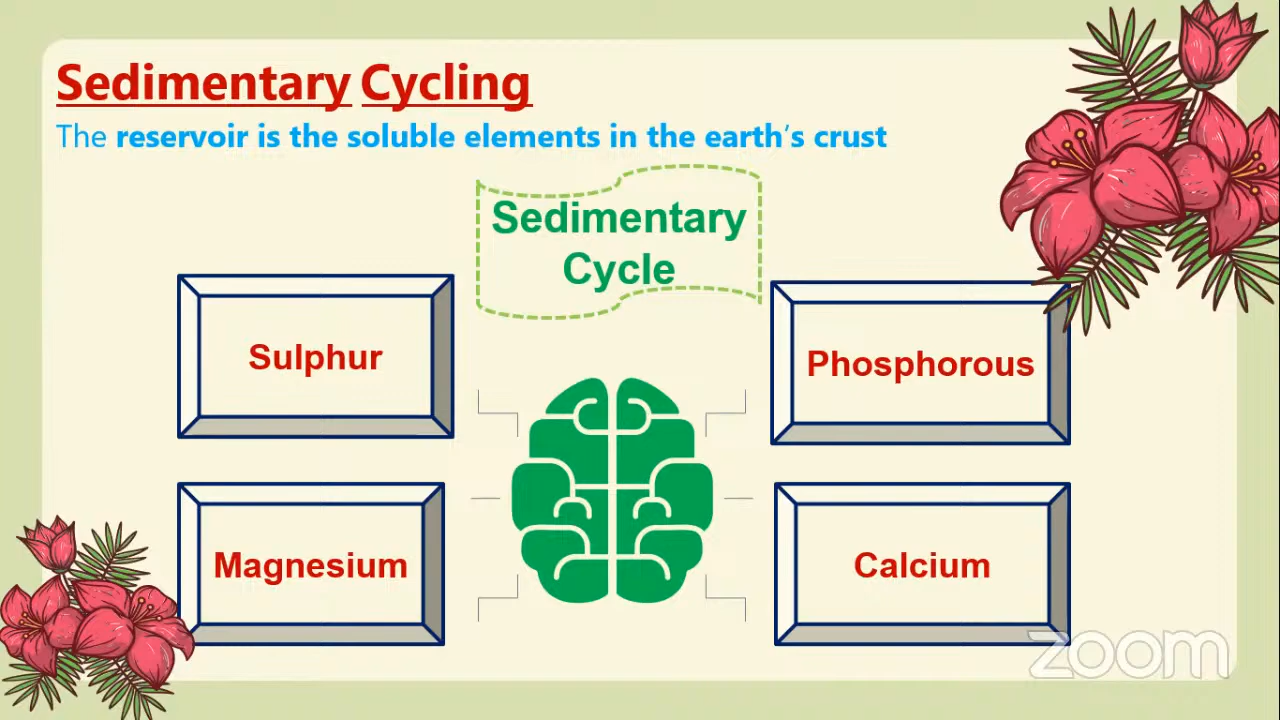 Sedimentary Cycling
The reservoir is the soluble elements in the earth’s crust
Sedimentary
Cycle
Sulphur
Phosphorous
Magnesium
Calcium
zoom